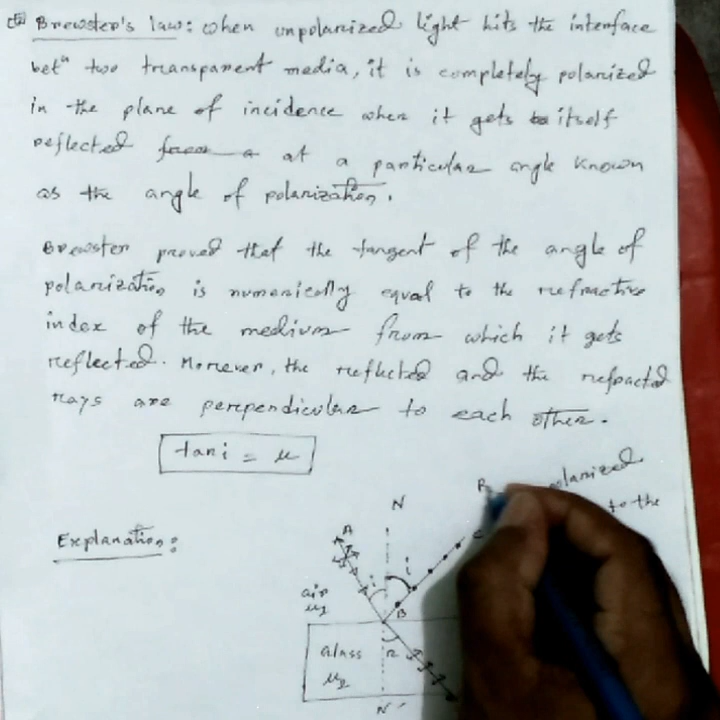 Brewster's law: when unpolarized light hits the interface
betⁿ two transparent media, it is completely polarized
in the plane of incidence when it gets itself
reflected at a particular angle known
as the angle of polarization.
Brewster proved that the tangent of the angle of
polarization is numerically equal to the refractive
index of the medium from which it gets
reflected. Moreover, the reflected and the refracted
rays are perpendicular to each other.
tan i = μ
Explanation:
N
A
i
i
C
polarized
to the
air
μ₁
B
Glass
μ₂
r
N'